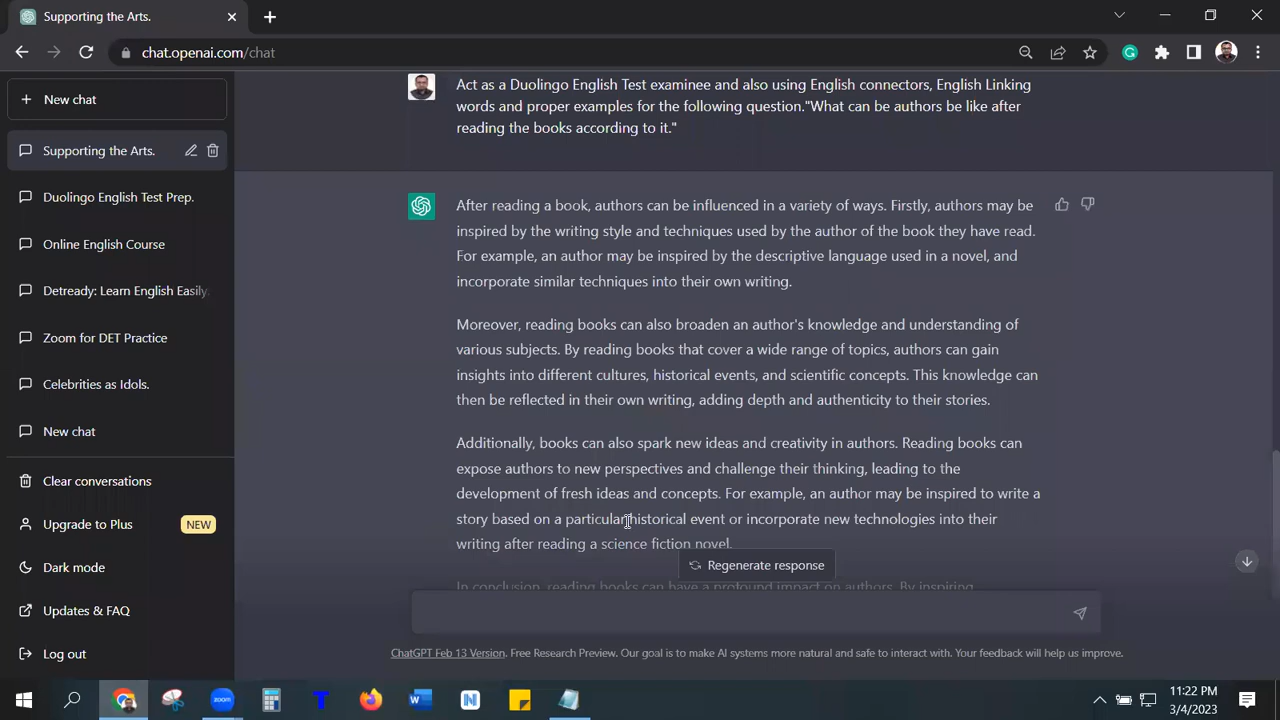 Supporting the Arts.
chat.openai.com/chat
New chat
Supporting the Arts.
Duolingo English Test Prep.
Online English Course
Detready: Learn English Easily.
Zoom for DET Practice
Celebrities as Idols.
New chat
Clear conversations
Upgrade to Plus NEW
Dark mode
Updates & FAQ
Log out
Act as a Duolingo English Test examinee and also using English connectors, English Linking
words and proper examples for the following question."What can be authors be like after
reading the books according to it."
After reading a book, authors can be influenced in a variety of ways. Firstly, authors may be
inspired by the writing style and techniques used by the author of the book they have read.
For example, an author may be inspired by the descriptive language used in a novel, and
incorporate similar techniques into their own writing.
Moreover, reading books can also broaden an author's knowledge and understanding of
various subjects. By reading books that cover a wide range of topics, authors can gain
insights into different cultures, historical events, and scientific concepts. This knowledge can
then be reflected in their own writing, adding depth and authenticity to their stories.
Additionally, books can also spark new ideas and creativity in authors. Reading books can
expose authors to new perspectives and challenge their thinking, leading to the
development of fresh ideas and concepts. For example, an author may be inspired to write a
story based on a particular historical event or incorporate new technologies into their
writing after reading a science fiction novel.
In conclusion, reading books can have a profound impact on authors. By inspiring
Regenerate response
ChatGPT Feb 13 Version. Free Research Preview. Our goal is to make AI systems more natural and safe to interact with. Your feedback will help us improve.
zoom
T
W
N
11:22 PM
3/4/2023